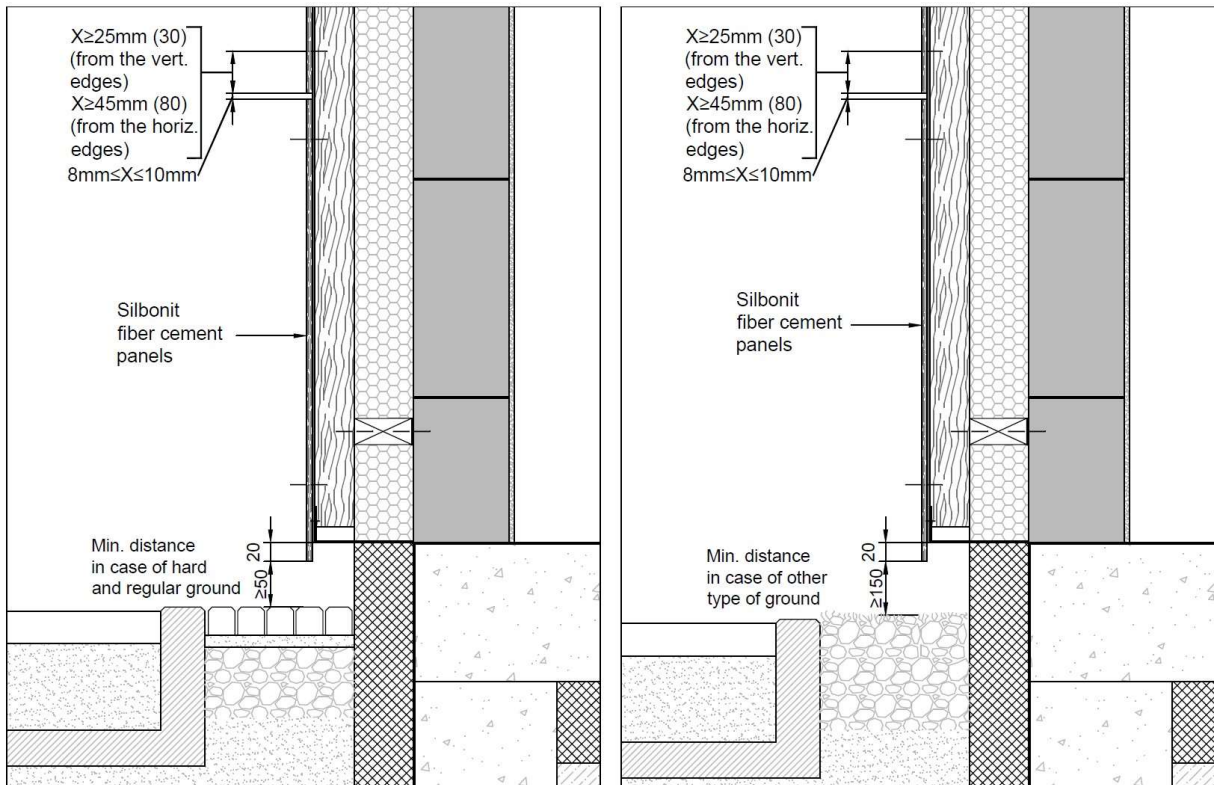 X≥25mm (30)
(from the vert.
edges)
X≥45mm (80)
(from the horiz.
edges)
8mm≤X≤10mm
Silbonit
fiber cement
panels
Min. distance
in case of hard
and regular ground
20
≥50
X≥25mm (30)
(from the vert.
edges)
X≥45mm (80)
(from the horiz.
edges)
8mm≤X≤10mm
Silbonit
fiber cement
panels
Min. distance
in case of other
type of ground
20
≥150